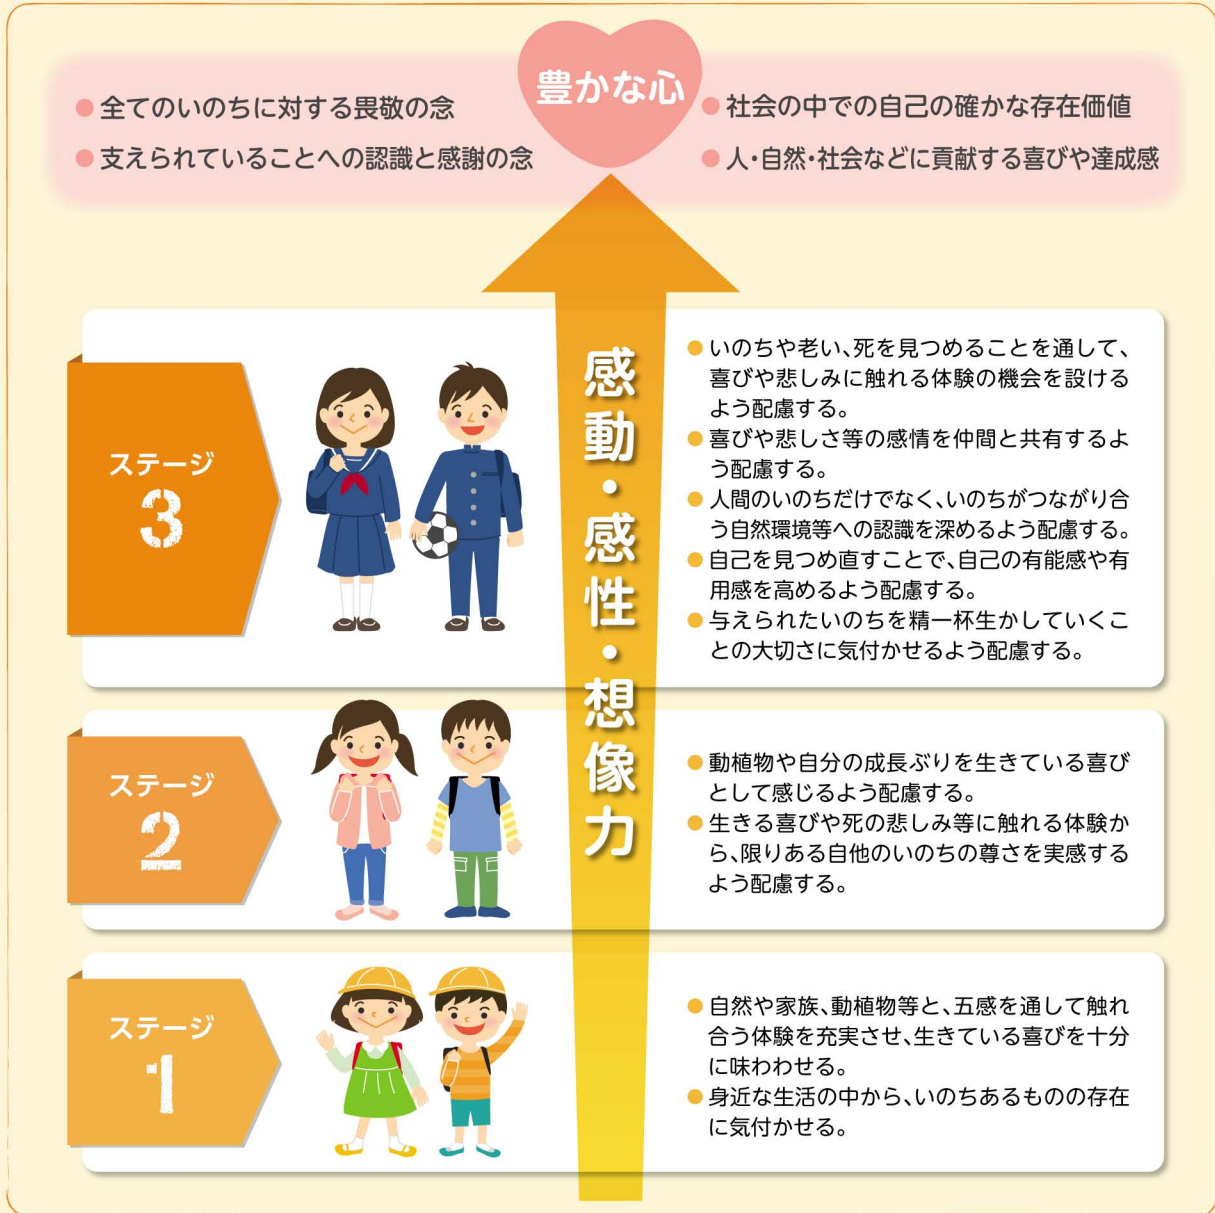 豊かな心
●全てのいのちに対する畏敬の念
●支えられていることへの認識と感謝の念
●社会の中での自己の確かな存在価値
●人・自然・社会などに貢献する喜びや達成感
感動・感性・想像力
ステージ
3
●いのちや老い、死を見つめることを通して、
喜びや悲しみに触れる体験の機会を設ける
よう配慮する。
●喜びや悲しさ等の感情を仲間と共有するよ
う配慮する。
●人間のいのちだけでなく、いのちがつながり合
う自然環境等への認識を深めるよう配慮する。
●自己を見つめ直すことで、自己の有能感や有
用感を高めるよう配慮する。
●与えられたいのちを精一杯生かしていくこ
との大切さに気付かせるよう配慮する。
ステージ
2
●動植物や自分の成長ぶりを生きている喜び
として感じるよう配慮する。
●生きる喜びや死の悲しみ等に触れる体験か
ら、限りある自他のいのちの尊さを実感する
よう配慮する。
ステージ
1
●自然や家族、動植物等と、五感を通して触れ
合う体験を充実させ、生きている喜びを十分
に味わわせる。
●身近な生活の中から、いのちあるものの存在
に気付かせる。